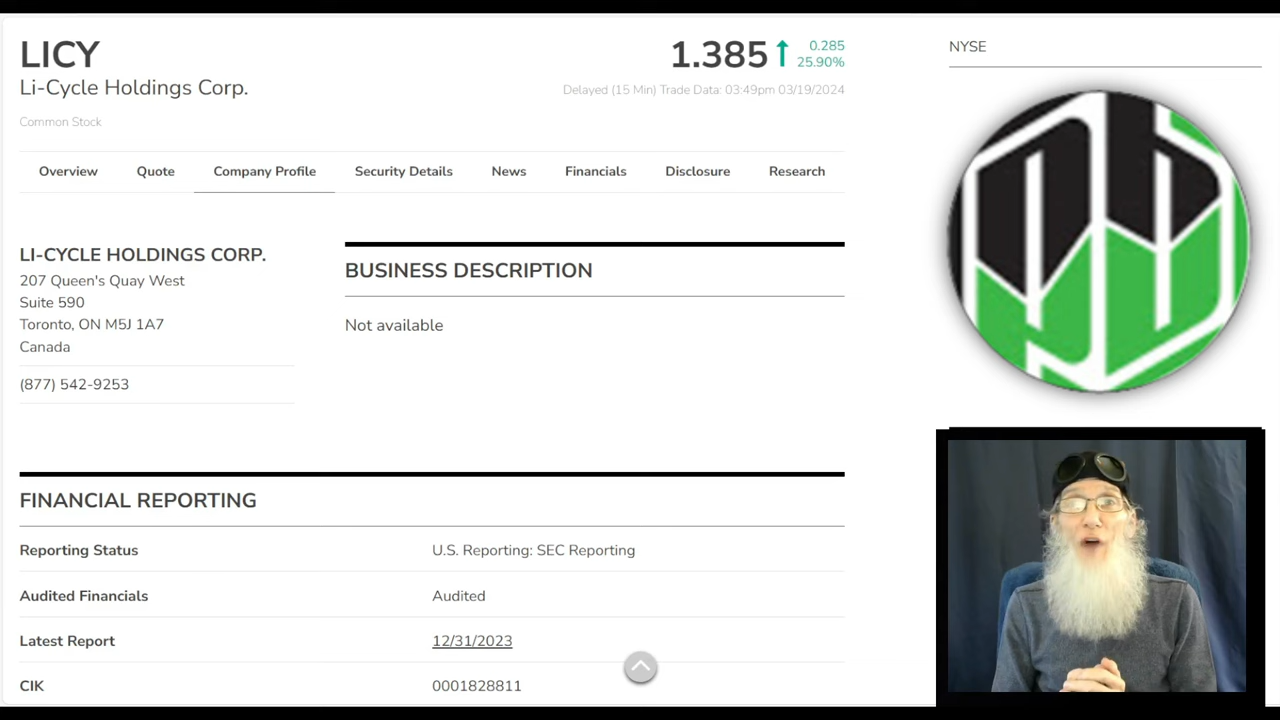 LICY
Li-Cycle Holdings Corp.
Common Stock
1.385
0.285
25.90%
Delayed (15 Min) Trade Data: 03:49pm 03/19/2024
NYSE
Overview Quote Company Profile Security Details News Financials Disclosure Research
LI-CYCLE HOLDINGS CORP.
207 Queen's Quay West
Suite 590
Toronto, ON M5J 1A7
Canada
(877) 542-9253
BUSINESS DESCRIPTION
Not available
FINANCIAL REPORTING
Reporting Status U.S. Reporting: SEC Reporting
Audited Financials Audited
Latest Report 12/31/2023
CIK 0001828811